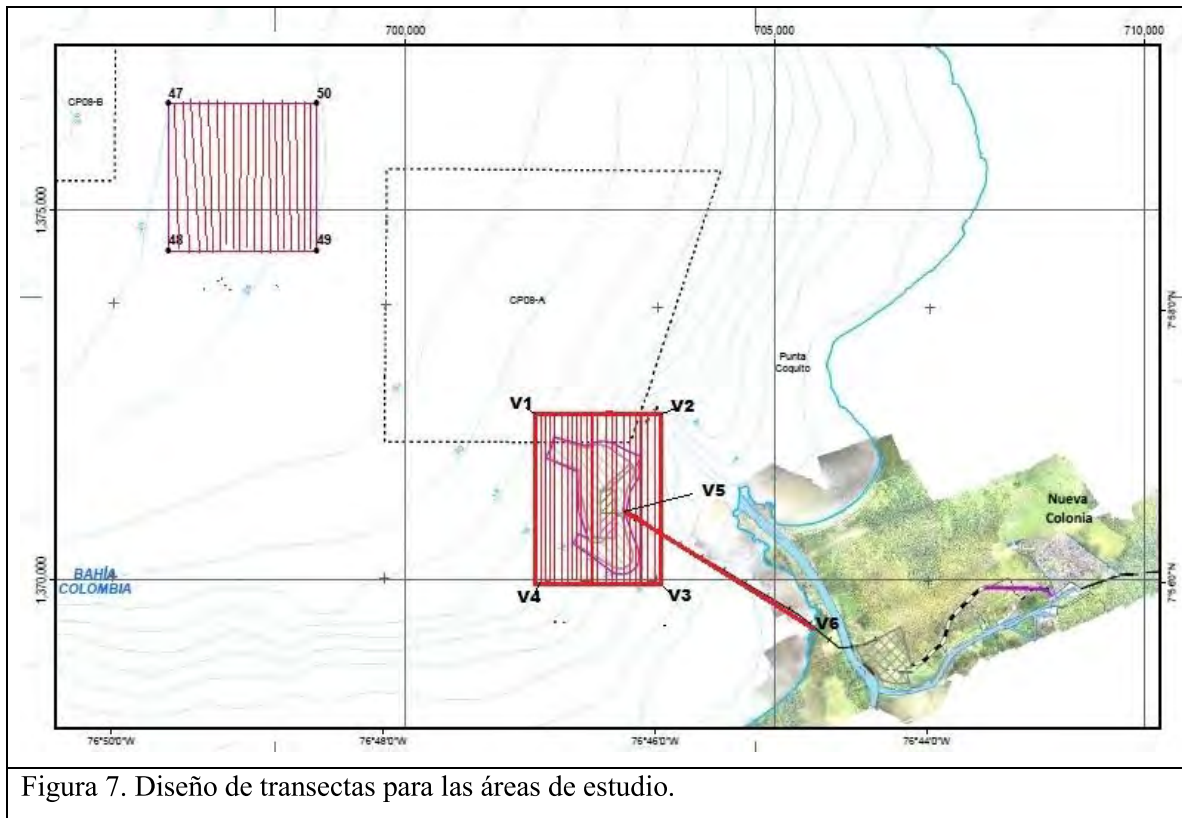 700,000
705,000
710,000
CP09-B
47
50
1,375,000
48
49
CP09-A
7°58'0"N
Punta
Coquito
V1
V2
V5
Nueva
Colonia
BAHÍA
COLOMBIA
1,370,000
V4
V3
V6
7°56'0"N
76°50'0"W
76°48'0"W
76°46'0"W
76°44'0"W
Figura 7. Diseño de transectas para las áreas de estudio.